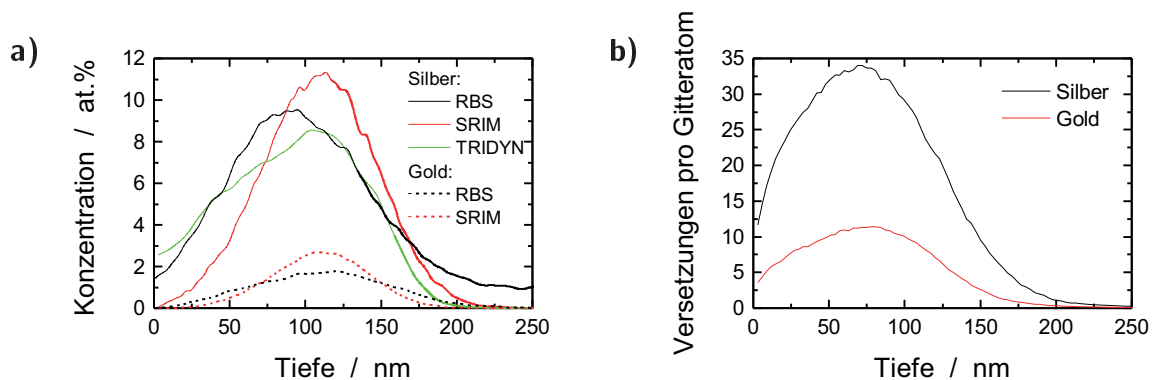 a)
Konzentration / at.%
12
10
8
6
4
2
0
Silber:
RBS
SRIM
TRIDYN
Gold:
RBS
SRIM
0 50 100 150 200 250
Tiefe / nm
b)
Versetzungen pro Gitteratom
35
30
25
20
15
10
5
0
Silber
Gold
0 50 100 150 200 250
Tiefe / nm